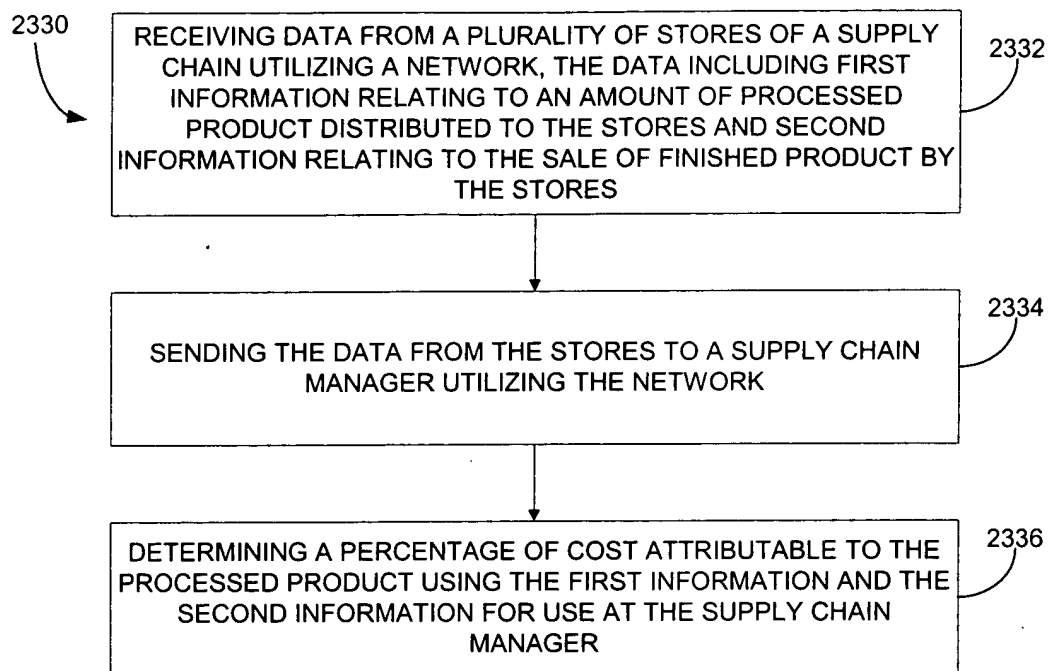 2330
RECEIVING DATA FROM A PLURALITY OF STORES OF A SUPPLY
CHAIN UTILIZING A NETWORK, THE DATA INCLUDING FIRST
INFORMATION RELATING TO AN AMOUNT OF PROCESSED
PRODUCT DISTRIBUTED TO THE STORES AND SECOND
INFORMATION RELATING TO THE SALE OF FINISHED PRODUCT BY
THE STORES
2332
SENDING THE DATA FROM THE STORES TO A SUPPLY CHAIN
MANAGER UTILIZING THE NETWORK
2334
DETERMINING A PERCENTAGE OF COST ATTRIBUTABLE TO THE
PROCESSED PRODUCT USING THE FIRST INFORMATION AND THE
SECOND INFORMATION FOR USE AT THE SUPPLY CHAIN
MANAGER
2336